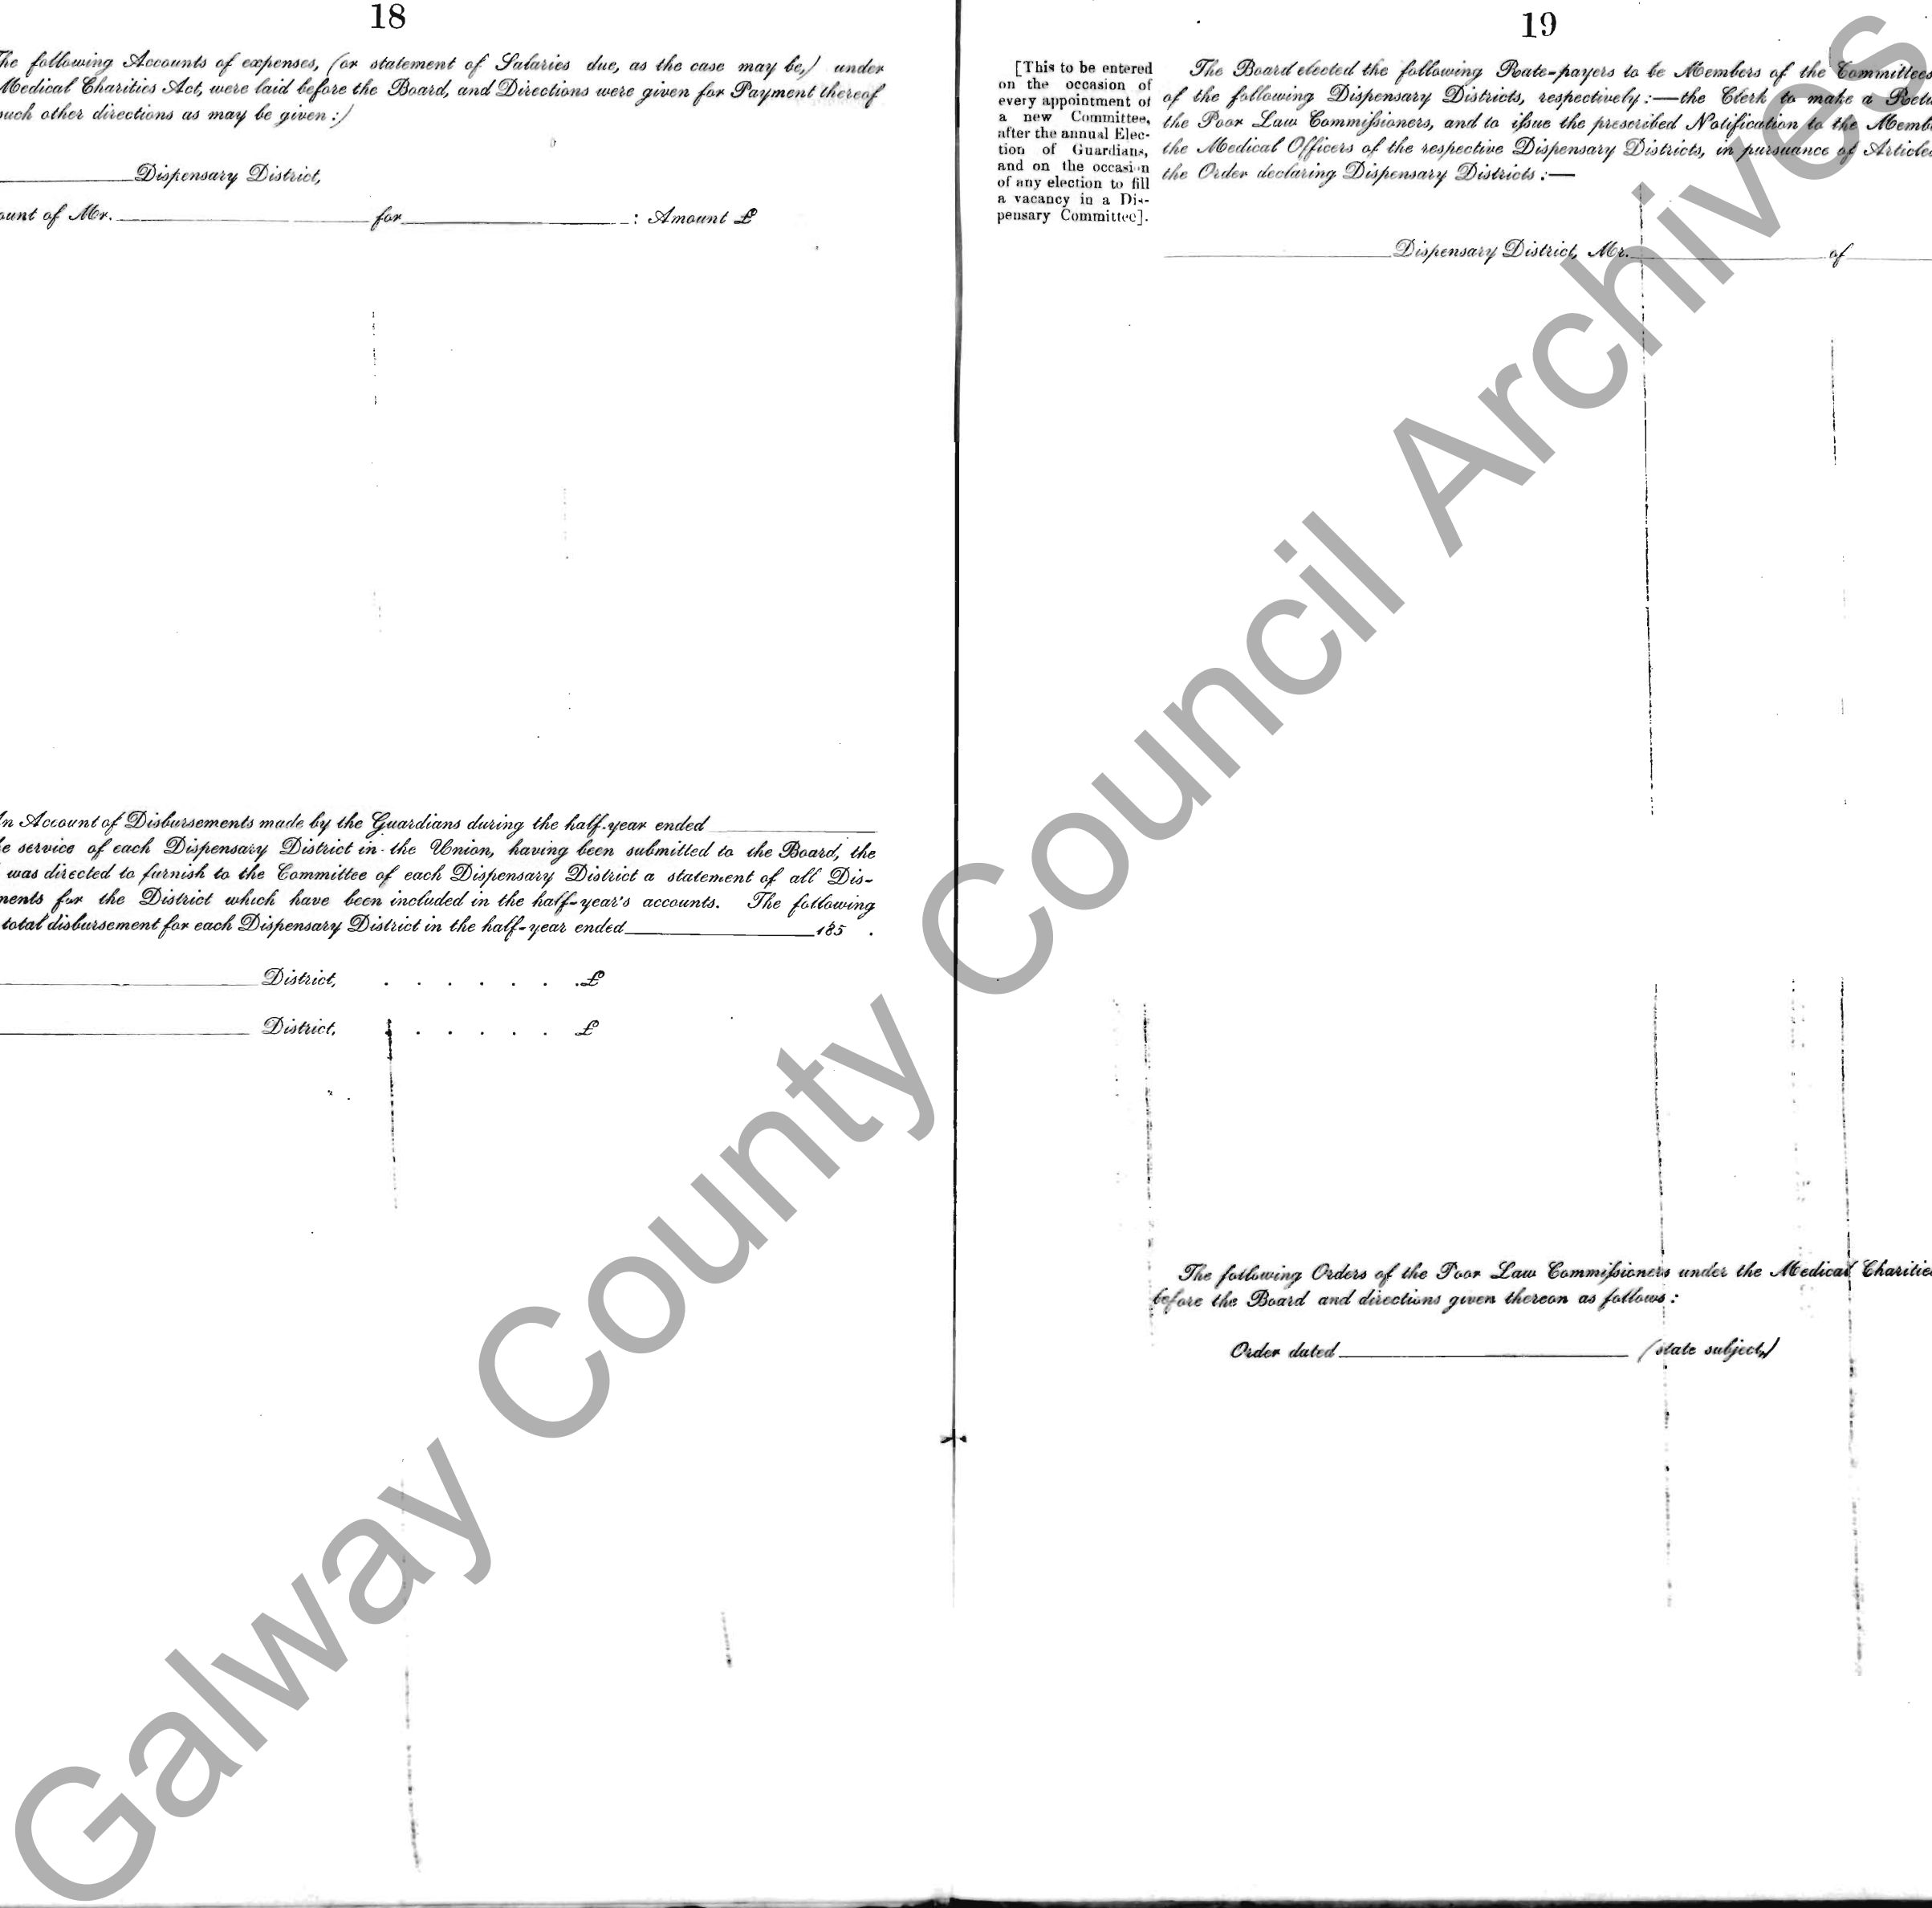 18
The following Accounts of expenses, (or statement of Salaries due, as the case may be,) under
Medical Charities Act, were laid before the Board, and Directions were given for Payment thereof
such other directions as may be given :)
Dispensary District,
ount of Mr. for : Amount £
An Account of Disbursements made by the Guardians during the half-year ended
e service of each Dispensary District in the Union, having been submitted to the Board, the
was directed to furnish to the Committee of each Dispensary District a statement of all Dis-
ments for the District which have been included in the half-year's accounts. The following
total disbursement for each Dispensary District in the half-year ended 185 .
District, . . . . . . . £
District, . . . . . . £
19
[This to be entered
on the occasion of
every appointment of
a new Committee,
after the annual Elec-
tion of Guardians,
and on the occasion
of any election to fill
a vacancy in a Dis-
pensary Committee].
The Board elected the following Rate-payers to be Members of the Committees
of the following Dispensary Districts, respectively :—the Clerk to make a Retu
the Poor Law Commissioners, and to issue the prescribed Notification to the Memb
the Medical Officers of the respective Dispensary Districts, in pursuance of Article
the Order declaring Dispensary Districts :—
Dispensary District, Mr. of
The following Orders of the Poor Law Commissioners under the Medical Charitie
before the Board and directions given thereon as follows :
Order dated (state subject,)
Galway County Council Archives